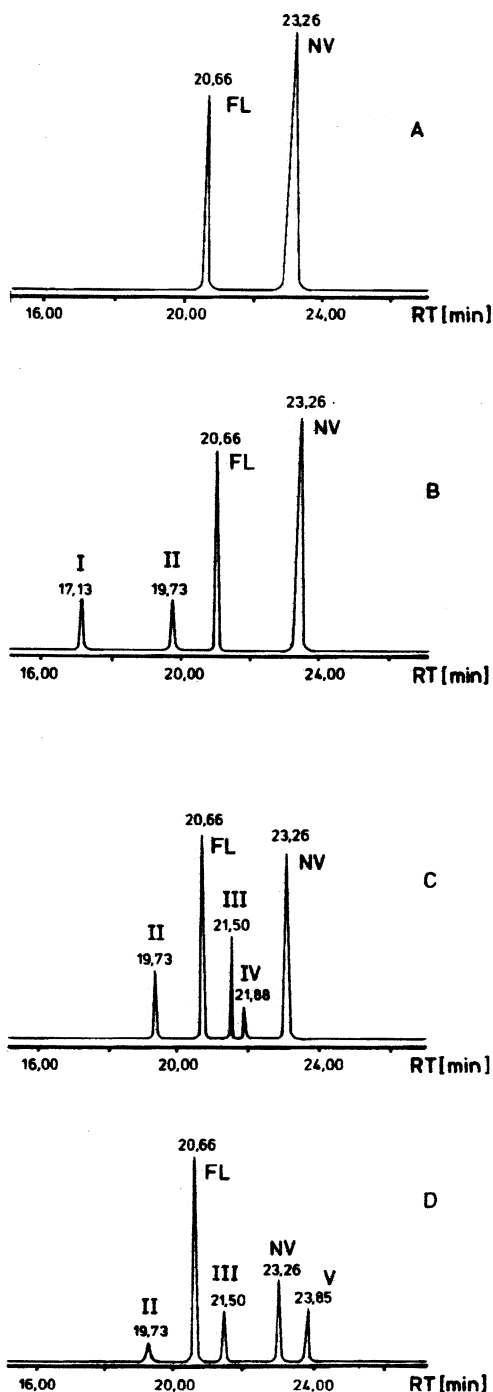 23,26
NV
20,66
FL
A
16,00 20,00 24,00 RT [min]
23,26
NV
20,66
FL
B
I
17,13
II
19,73
16,00 20,00 24,00 RT [min]
20,66
FL
23,26
NV
C
III
21,50
II
19,73
IV
21,88
16,00 20,00 24,00 RT [min]
20,66
FL
D
NV
23,26
V
23,85
III
21,50
II
19,73
16,00 20,00 24,00 RT [min]